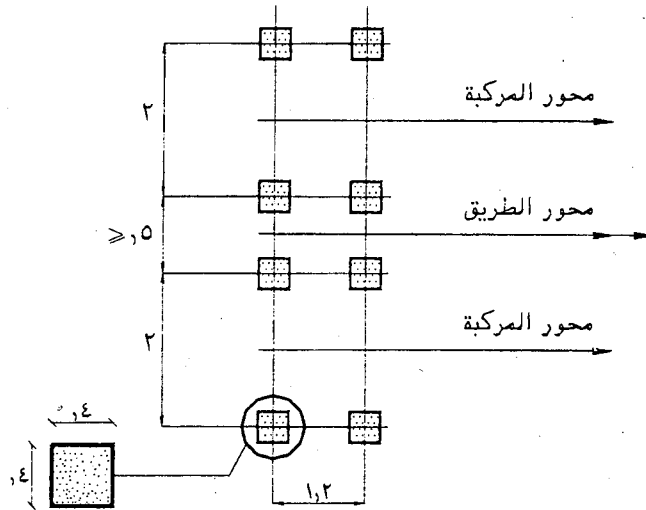 محور المركبة
٢
محور الطريق
⩾ ,٥
محور المركبة
٢
,٤
,٤
١,٢